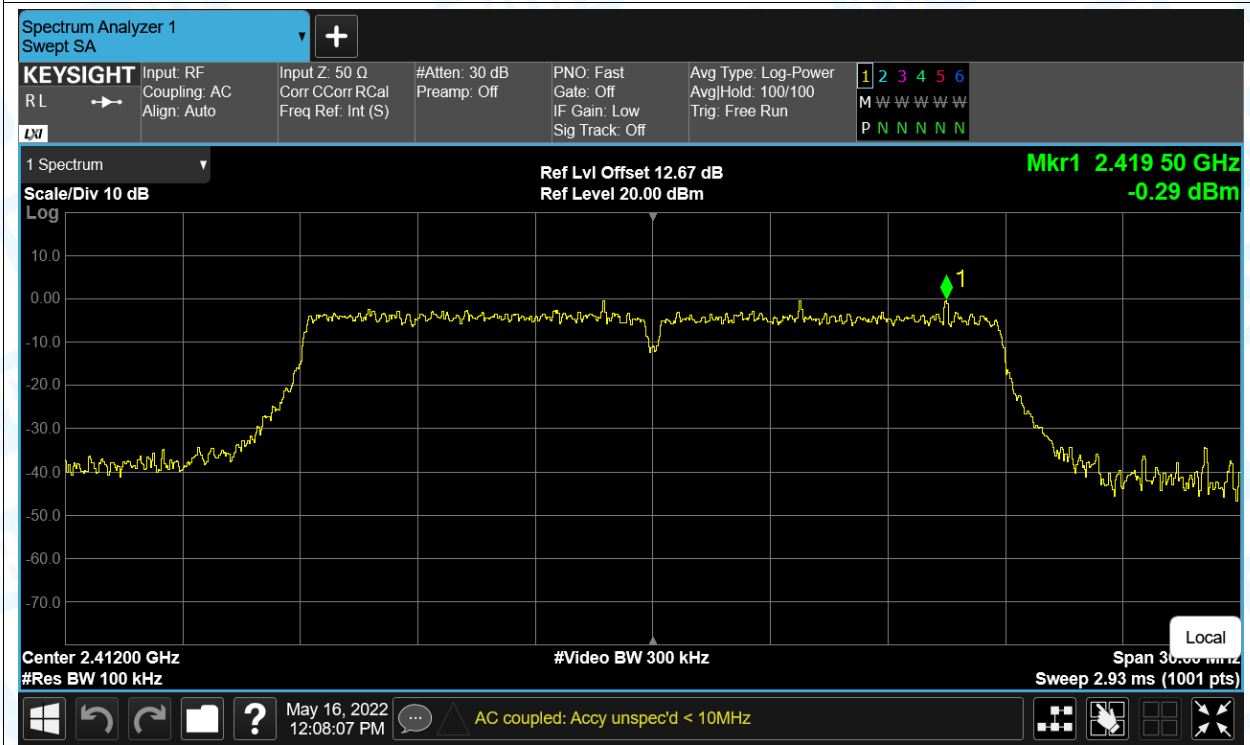 Spectrum Analyzer 1
Swept SA
KEYSIGHT
R L
LXI
Input: RF
Coupling: AC
Align: Auto
Input Z: 50 Ω
Corr CCorr RCal
Freq Ref: Int (S)
#Atten: 30 dB
Preamp: Off
PNO: Fast
Gate: Off
IF Gain: Low
Sig Track: Off
Avg Type: Log-Power
Avg|Hold: 100/100
Trig: Free Run
1 2 3 4 5 6
M W W W W W
P N N N N N
1 Spectrum
Scale/Div 10 dB
Log
Ref Lvl Offset 12.67 dB
Ref Level 20.00 dBm
Mkr1 2.419 50 GHz
-0.29 dBm
10.0
0.00
-10.0
-20.0
-30.0
-40.0
-50.0
-60.0
-70.0
1
Local
Center 2.41200 GHz
#Video BW 300 kHz
Span 30.00 MHz
#Res BW 100 kHz
Sweep 2.93 ms (1001 pts)
?
May 16, 2022
12:08:07 PM
AC coupled: Accy unspec'd < 10MHz